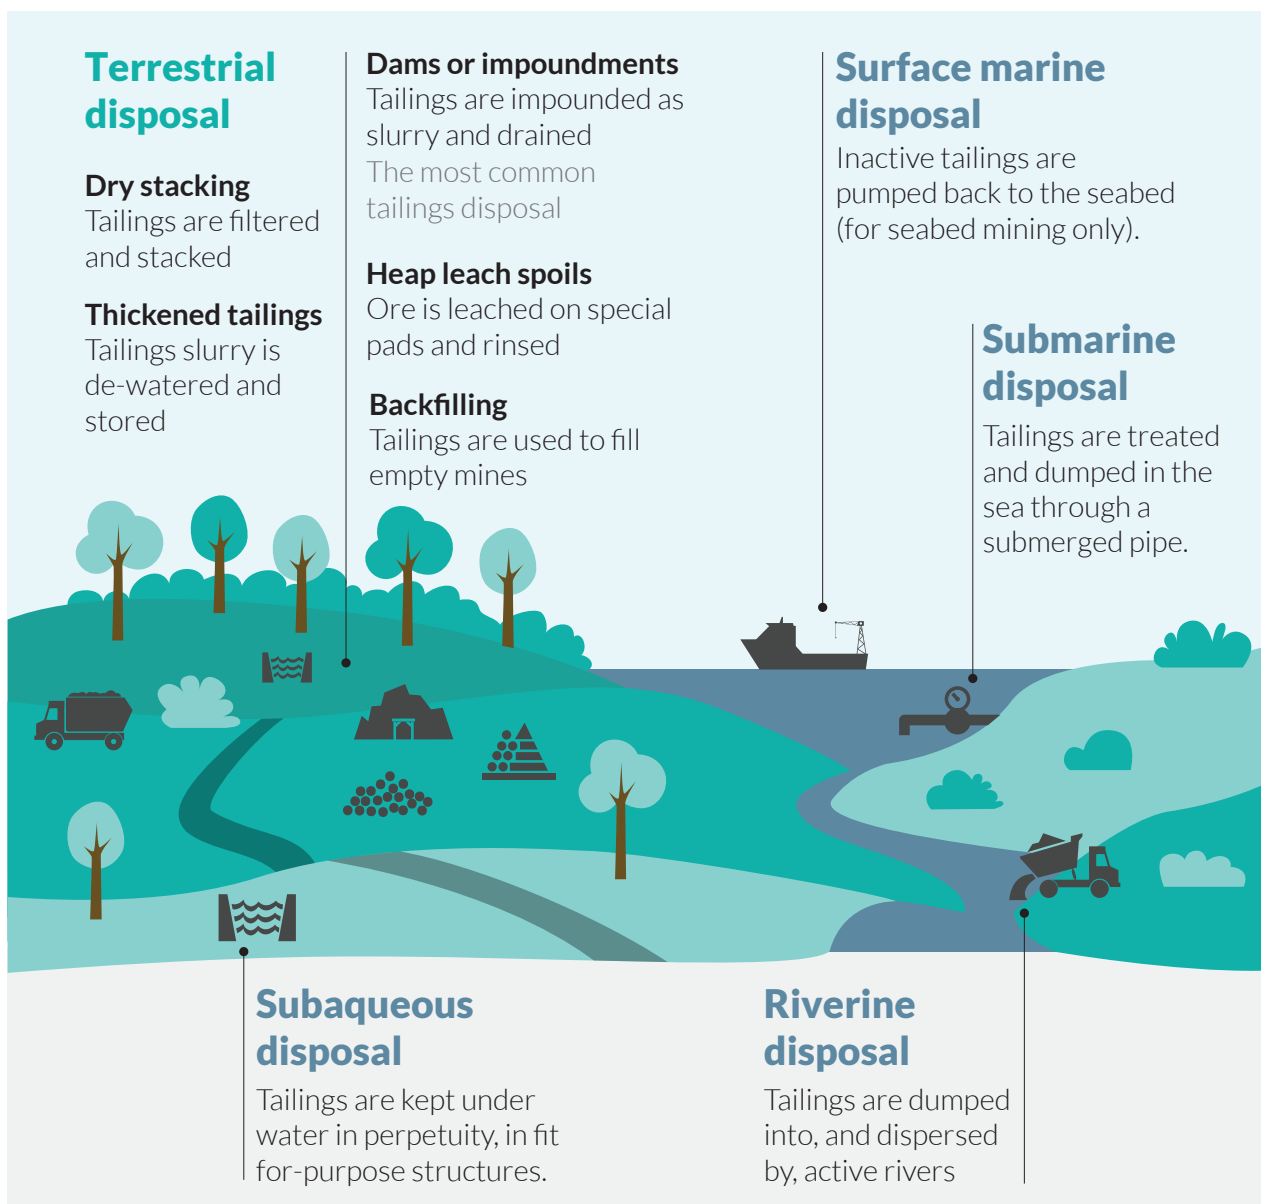 Terrestrial
disposal
Dry stacking
Tailings are filtered
and stacked
Thickened tailings
Tailings slurry is
de-watered and
stored
Dams or impoundments
Tailings are impounded as
slurry and drained
The most common
tailings disposal
Heap leach spoils
Ore is leached on special
pads and rinsed
Backfilling
Tailings are used to fill
empty mines
Surface marine
disposal
Inactive tailings are
pumped back to the seabed
(for seabed mining only).
Submarine
disposal
Tailings are treated
and dumped in the
sea through a
submerged pipe.
Subaqueous
disposal
Tailings are kept under
water in perpetuity, in fit
for-purpose structures.
Riverine
disposal
Tailings are dumped
into, and dispersed
by, active rivers